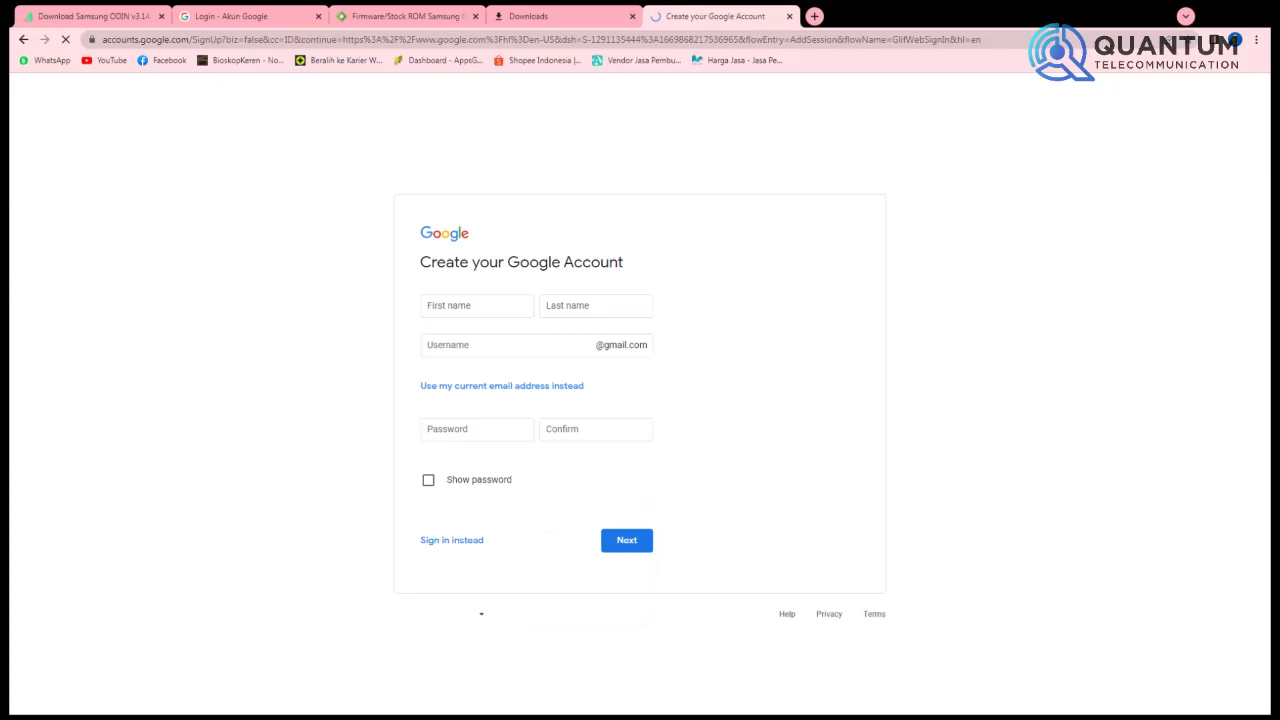 Download Samsung ODIN v3.14.
Login - Akun Google
Firmware/Stock ROM Samsung
Downloads
Create your Google Account
accounts.google.com/SignUp?biz=false&cc=ID&continue=https%3A%2F%2Fwww.google.com%3Fhl%3Den-US&dsh=S-1291135444%3A1669868217536965&flowEntry=AddSession&flowName=GlifWebSignIn&hl=en
WhatsApp
YouTube
Facebook
BioskopKeren - No...
Beralih ke Karier W...
Dashboard - AppsG...
Shopee Indonesia |...
Vendor Jasa Pembu...
Harga Jasa - Jasa Pe...
QUANTUM
TELECOMMUNICATION
Google
Create your Google Account
First name
Last name
Username
@gmail.com
Use my current email address instead
Password
Confirm
Show password
Sign in instead
Next
Help
Privacy
Terms